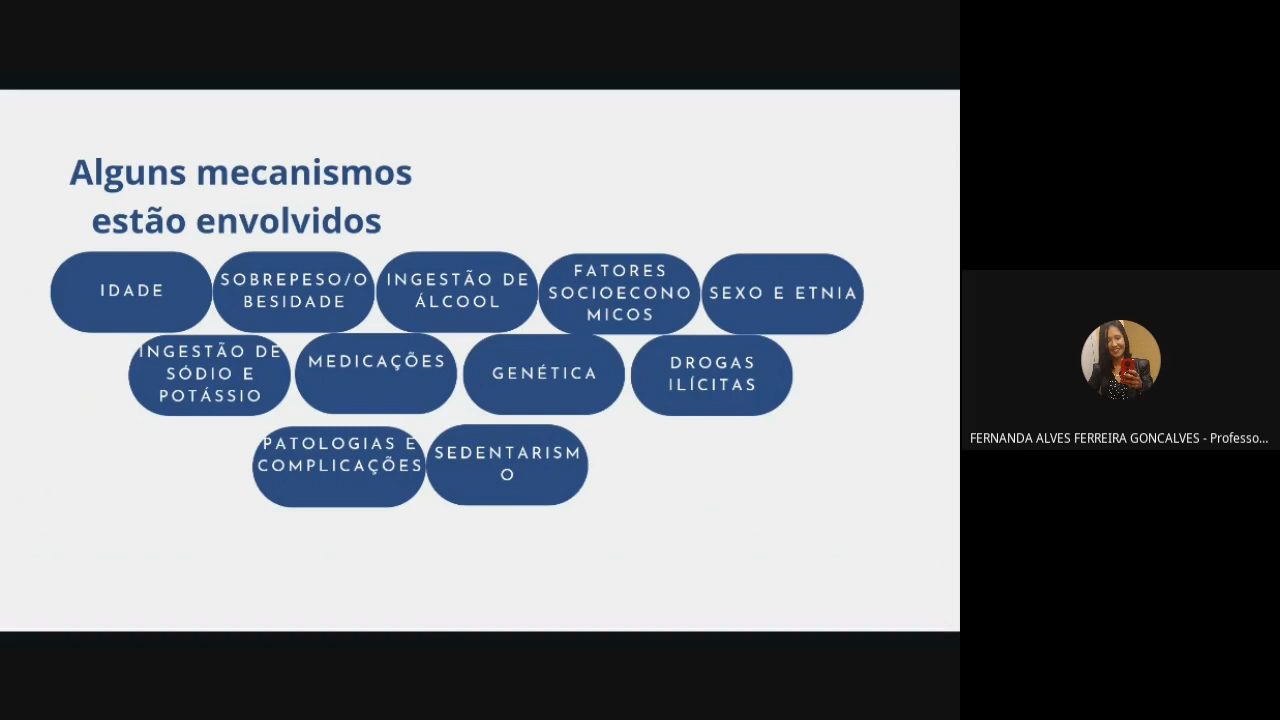 Alguns mecanismos
estão envolvidos
IDADE
SOBREPESO/O
BESIDADE
INGESTÃO DE
ÁLCOOL
FATORES
SOCIOECONO
MICOS
SEXO E ETNIA
INGESTÃO DE
SÓDIO E
POTÁSSIO
MEDICAÇÕES
GENÉTICA
DROGAS
ILÍCITAS
PATOLOGIAS E
COMPLICAÇÕES
SEDENTARISM
O
FERNANDA ALVES FERREIRA GONCALVES - Professo...